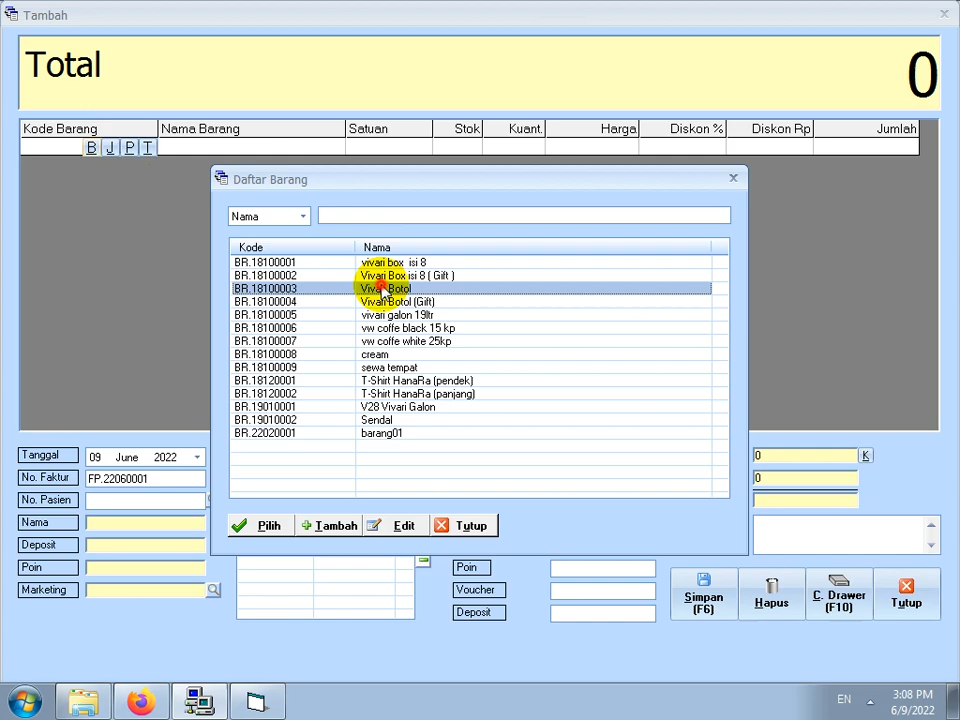 Tambah
Total 0
Kode Barang Nama Barang Satuan Stok Kuant. Harga Diskon % Diskon Rp Jumlah
B J P T
Daftar Barang
Nama
Kode Nama
BR.18100001 vivari box isi 8
BR.18100002 Vivari Box isi 8 ( Gift )
BR.18100003 Vivari Botol
BR.18100004 Vivari Botol (Gift)
BR.18100005 vivari galon 19ltr
BR.18100006 vw coffe black 15 kp
BR.18100007 vw coffe white 25kp
BR.18100008 cream
BR.18100009 sewa tempat
BR.18120001 T-Shirt HanaRa (pendek)
BR.18120002 T-Shirt HanaRa (panjang)
BR.19010001 V28 Vivari Galon
BR.19010002 Sendal
BR.22020001 barang01
Pilih Tambah Edit Tutup
Tanggal 09 June 2022 0 K
No. Faktur FP.22060001 0
No. Pasien
Nama
Deposit
Poin Poin
Marketing Voucher
Deposit
Simpan (F6) Hapus C. Drawer (F10) Tutup
EN 3:08 PM
6/9/2022